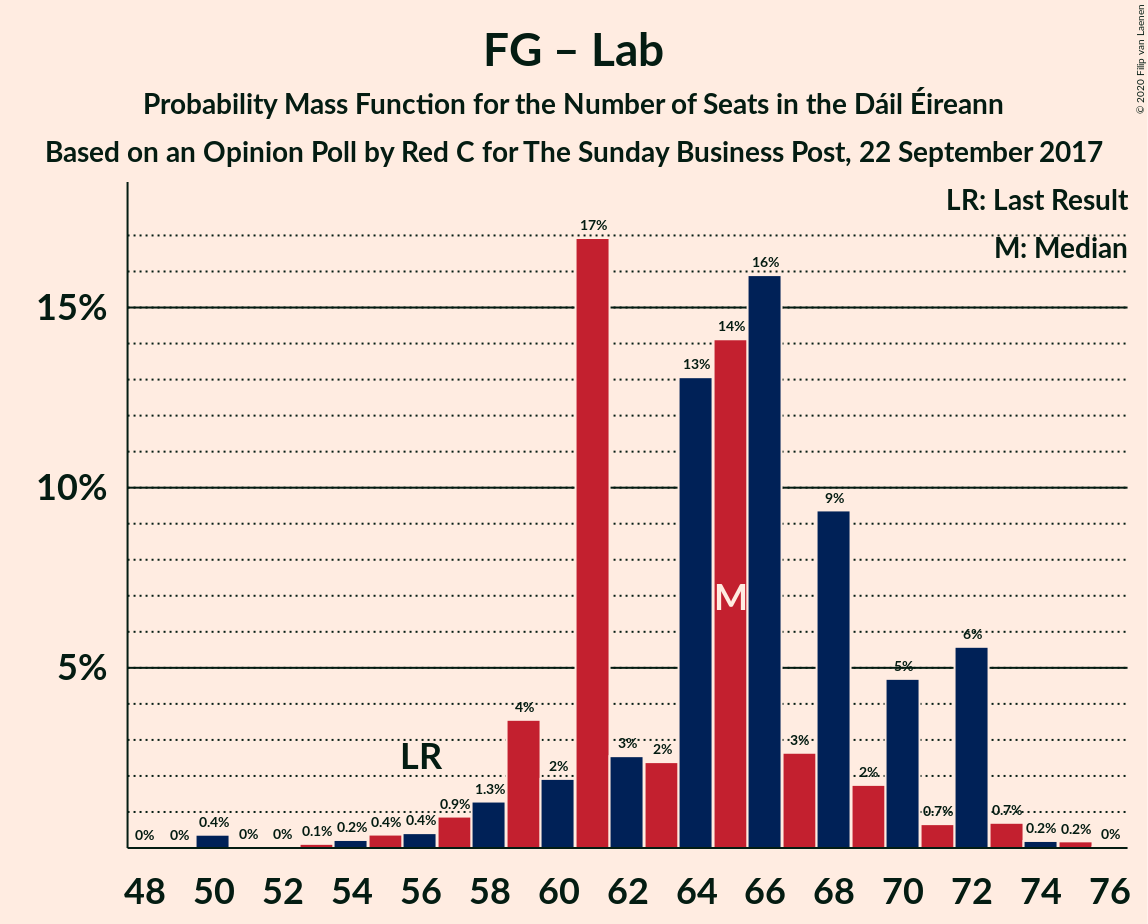 FG – Lab
Probability Mass Function for the Number of Seats in the Dáil Éireann
Based on an Opinion Poll by Red C for The Sunday Business Post, 22 September 2017
© 2020 Filip van Laenen
LR: Last Result
M: Median
15%
10%
5%
0% 0% 0.4% 0% 0% 0.1% 0.2% 0.4% 0.4% 0.9% 1.3% 4% 2% 17% 3% 2% 13% 14% 16% 3% 9% 2% 5% 0.7% 6% 0.7% 0.2% 0.2% 0%
LR
M
48 50 52 54 56 58 60 62 64 66 68 70 72 74 76